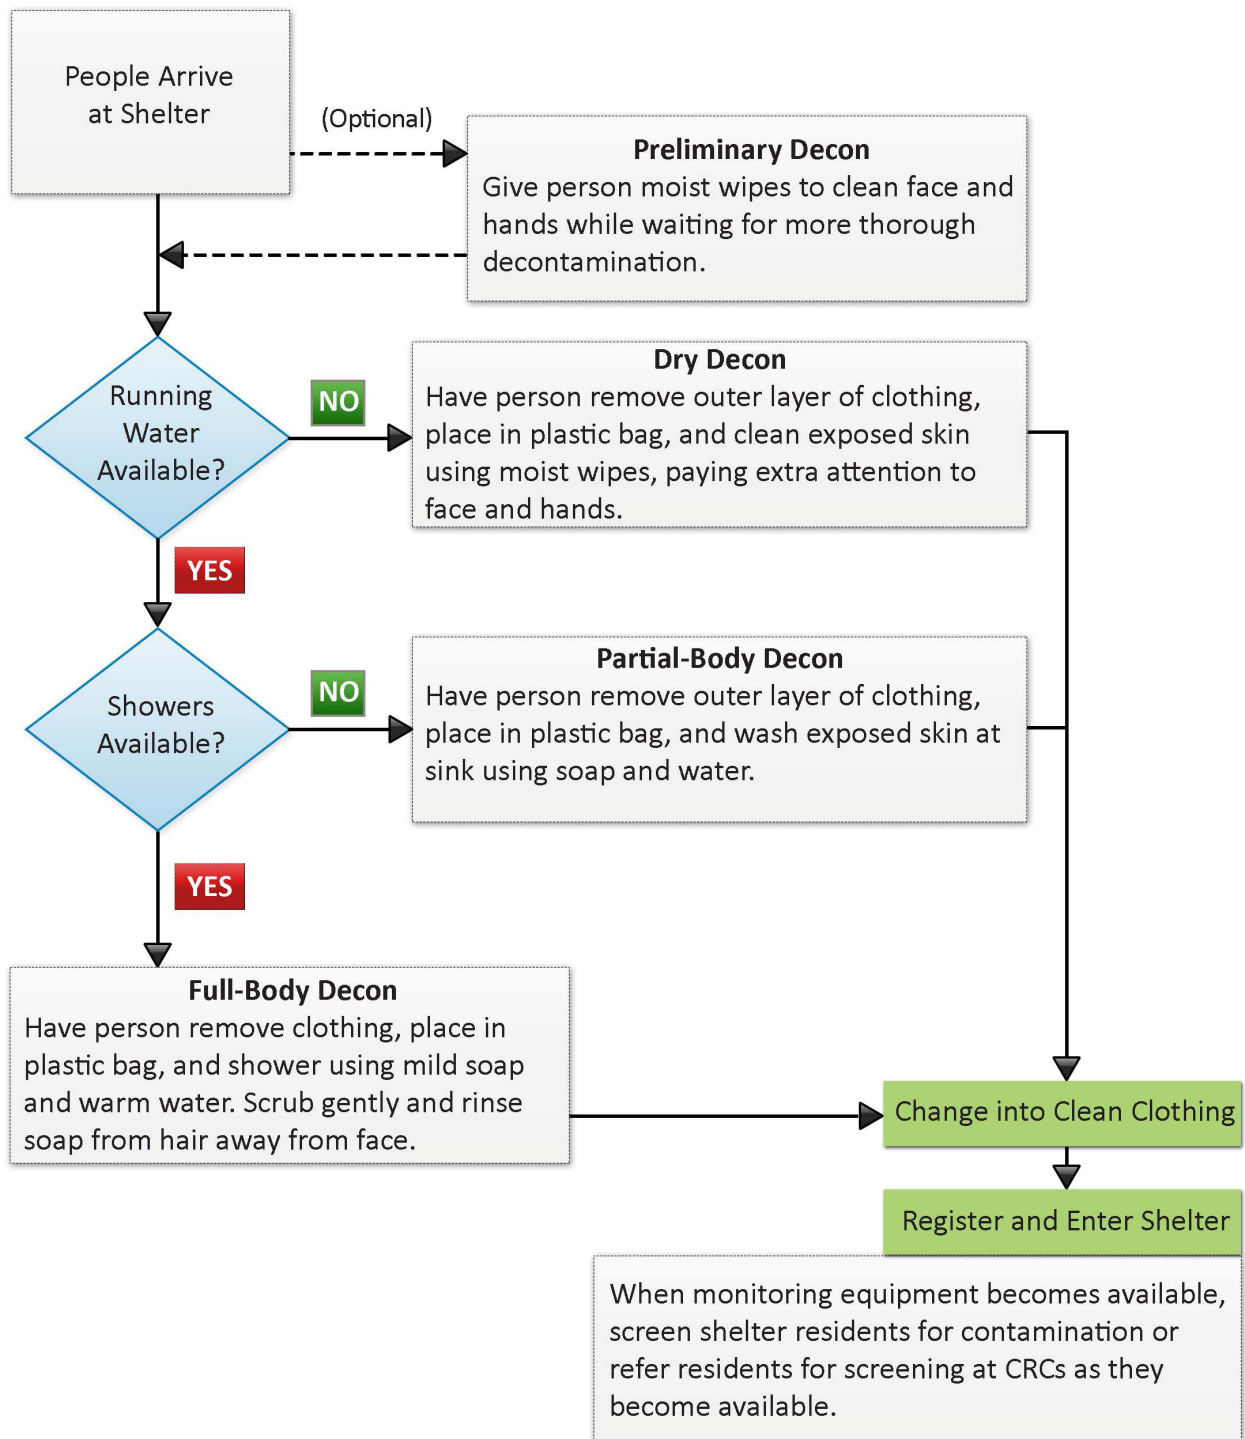 People Arrive
at Shelter
(Optional)
Preliminary Decon
Give person moist wipes to clean face and
hands while waiting for more thorough
decontamination.
Running
Water
Available?
NO
Dry Decon
Have person remove outer layer of clothing,
place in plastic bag, and clean exposed skin
using moist wipes, paying extra attention to
face and hands.
YES
Showers
Available?
NO
Partial-Body Decon
Have person remove outer layer of clothing,
place in plastic bag, and wash exposed skin at
sink using soap and water.
YES
Full-Body Decon
Have person remove clothing, place in
plastic bag, and shower using mild soap
and warm water. Scrub gently and rinse
soap from hair away from face.
Change into Clean Clothing
Register and Enter Shelter
When monitoring equipment becomes available,
screen shelter residents for contamination or
refer residents for screening at CRCs as they
become available.